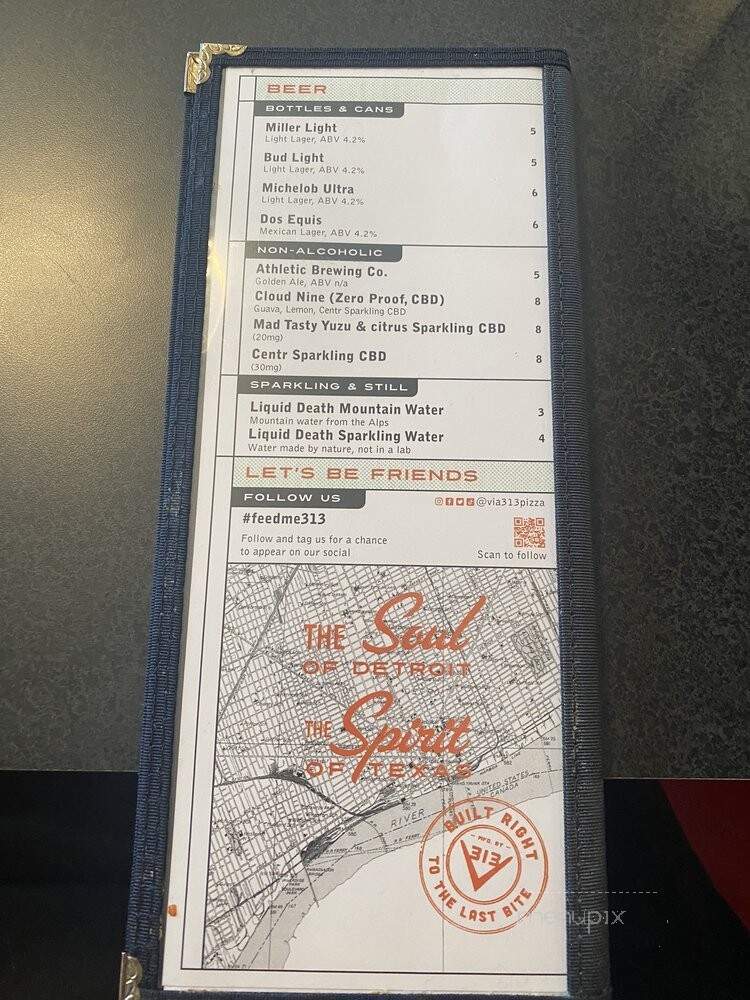 BEER
BOTTLES & CANS
Miller Light 5
Light Lager, ABV 4.2%
Bud Light 5
Light Lager, ABV 4.2%
Michelob Ultra 6
Light Lager, ABV 4.2%
Dos Equis 6
Mexican Lager, ABV 4.2%
NON-ALCOHOLIC
Athletic Brewing Co. 5
Golden Ale, ABV n/a
Cloud Nine (Zero Proof, CBD) 8
Guava, Lemon, Centr Sparkling CBD
Mad Tasty Yuzu & citrus Sparkling CBD 8
(20mg)
Centr Sparkling CBD 8
(30mg)
SPARKLING & STILL
Liquid Death Mountain Water 3
Mountain water from the Alps
Liquid Death Sparkling Water 4
Water made by nature, not in a lab
LET'S BE FRIENDS
FOLLOW US
@via313pizza
#feedme313
Follow and tag us for a chance
to appear on our social
Scan to follow
THE Soul
OF DETROIT
THE Spirit
OF TEXAS
UNITED STATES
CANADA
RIVER
BUILT RIGHT
MFG. BY
313
TO THE LAST BITE
menupix